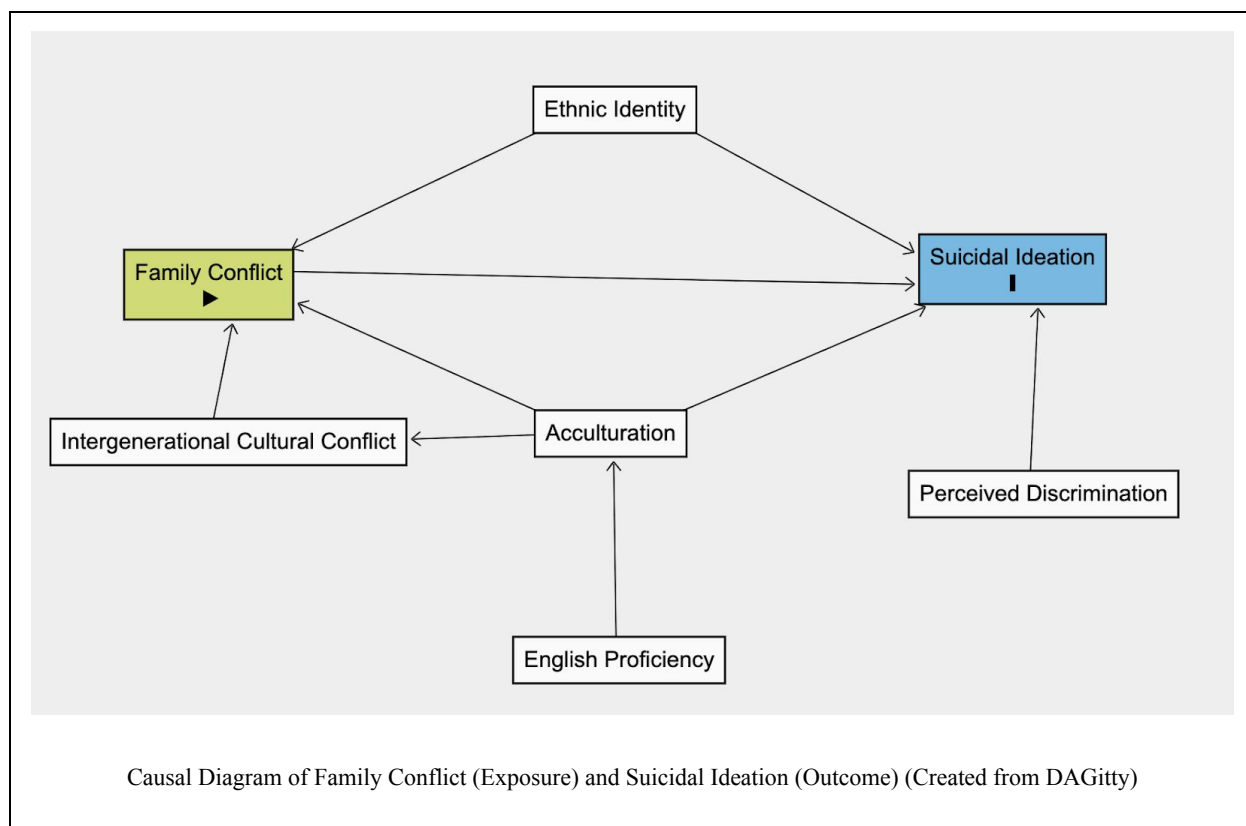 Ethnic Identity
Family Conflict
Suicidal Ideation
Intergenerational Cultural Conflict
Acculturation
Perceived Discrimination
English Proficiency
Causal Diagram of Family Conflict (Exposure) and Suicidal Ideation (Outcome) (Created from DAGitty)